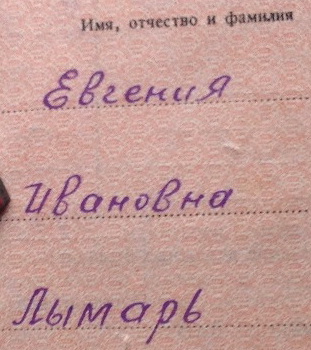 Имя, отчество и фамилия
Евгения
Ивановна
Лымарь